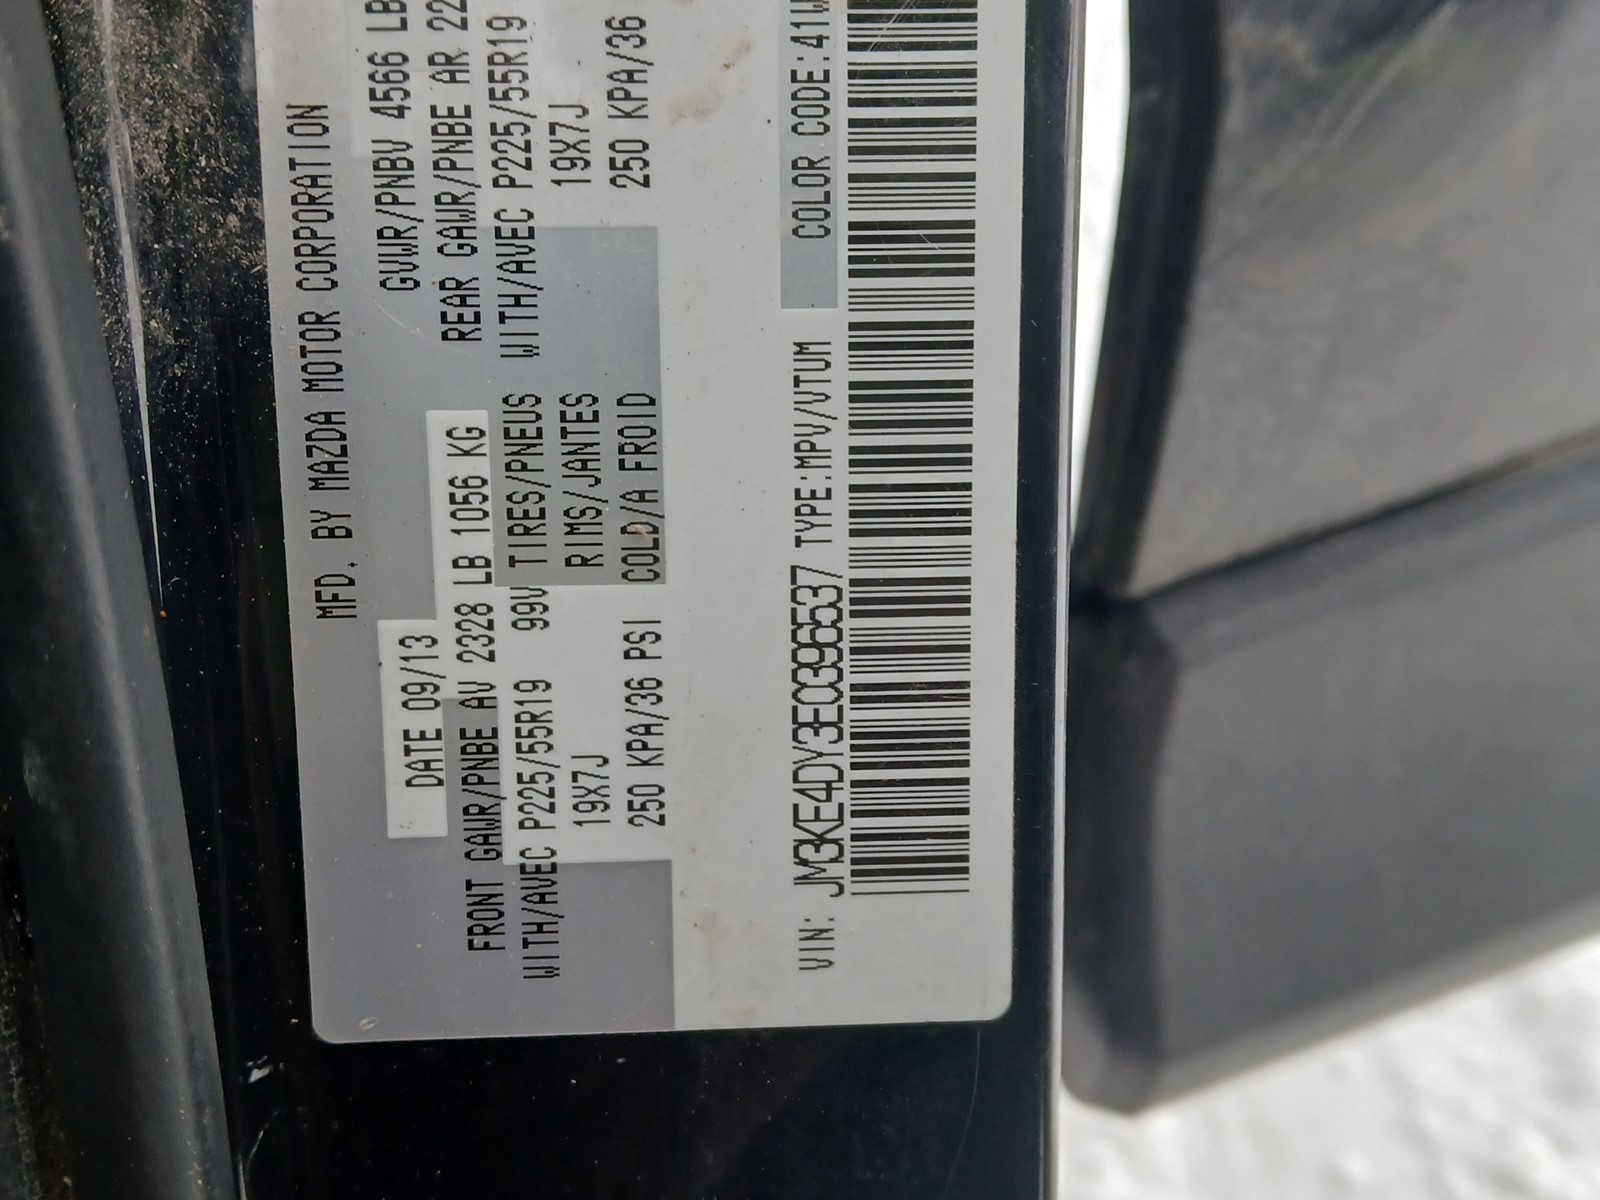 MFD. BY MAZDA MOTOR CORPORATION
DATE 09/13 GVWR/PNBV 4566 LB
FRONT GAWR/PNBE AV 2328 LB 1056 KG REAR GAWR/PNBE AR 22
WITH/AVEC P225/55R19 99V TIRES/PNEUS WITH/AVEC P225/55R19
19X7J RIMS/JANTES 19X7J
250 KPA/36 PSI COLD/A FROID 250 KPA/36
VIN: JM3KE4DY3E0396537 TYPE:MPV/VTUM COLOR CODE:41W